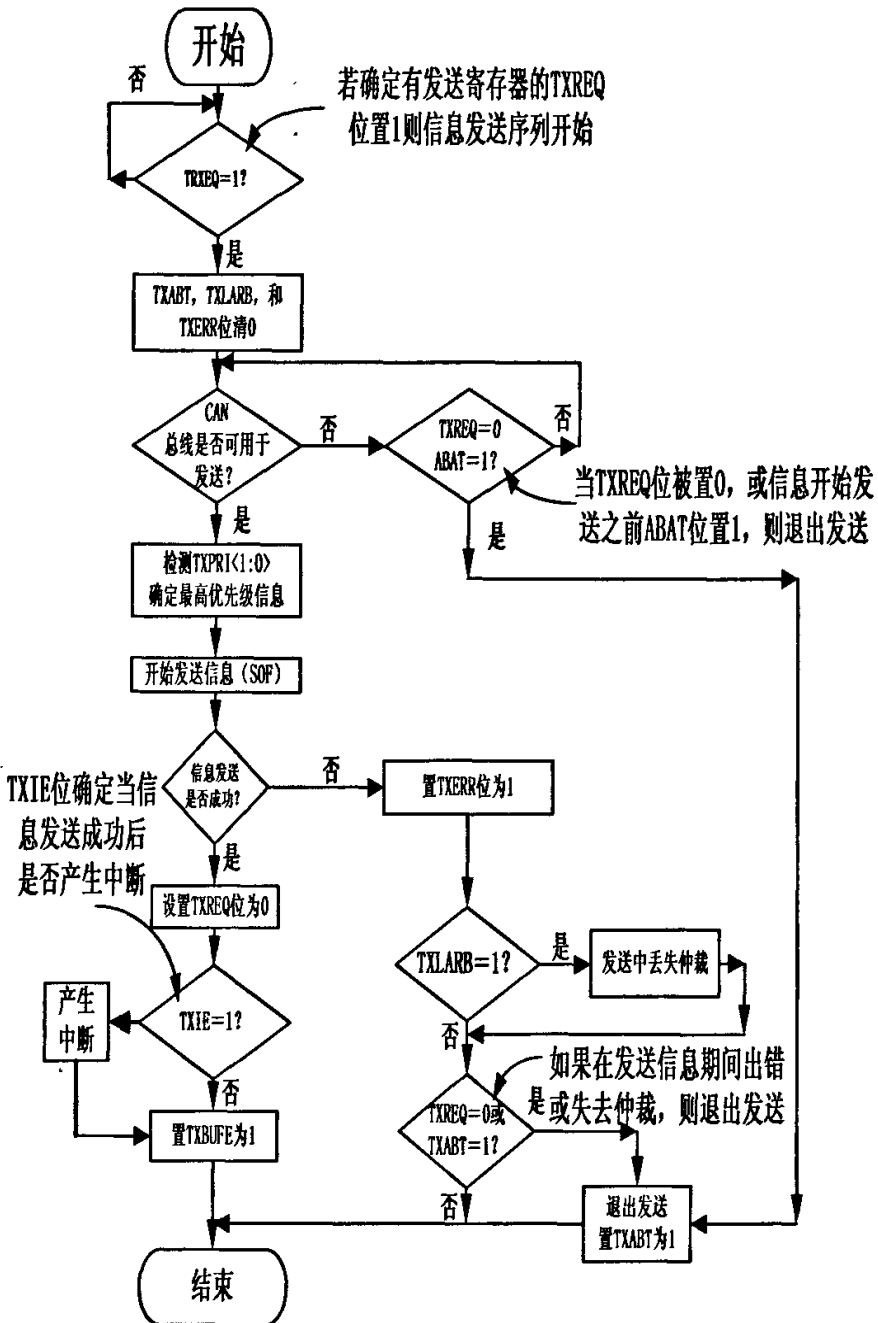 开始
否
若确定有发送寄存器的TXREQ
位置1则信息发送序列开始
TRXEQ=1?
是
TXABT, TXLARB, 和
TXERR位清0
CAN
总线是否可用于
发送?
否
TXREQ=0
ABAT=1?
否
当TXREQ位被置0, 或信息开始发
送之前ABAT位置1, 则退出发送
是
是
检测TXPRI<1:0>
确定最高优先级信息
开始发送信息 (SOF)
信息发送
是否成功?
否
置TXERR位为1
TXIE位确定当信
息发送成功后
是否产生中断
是
设置TXREQ位为0
TXLARB=1?
是
发送中丢失仲裁
产生
中断
TXIE=1?
否
如果在发送信息期间出错
或失去仲裁, 则退出发送
是
TXREQ=0或
TXABT=1?
否
置TXBUFE为1
否
退出发送
置TXABT为1
结束